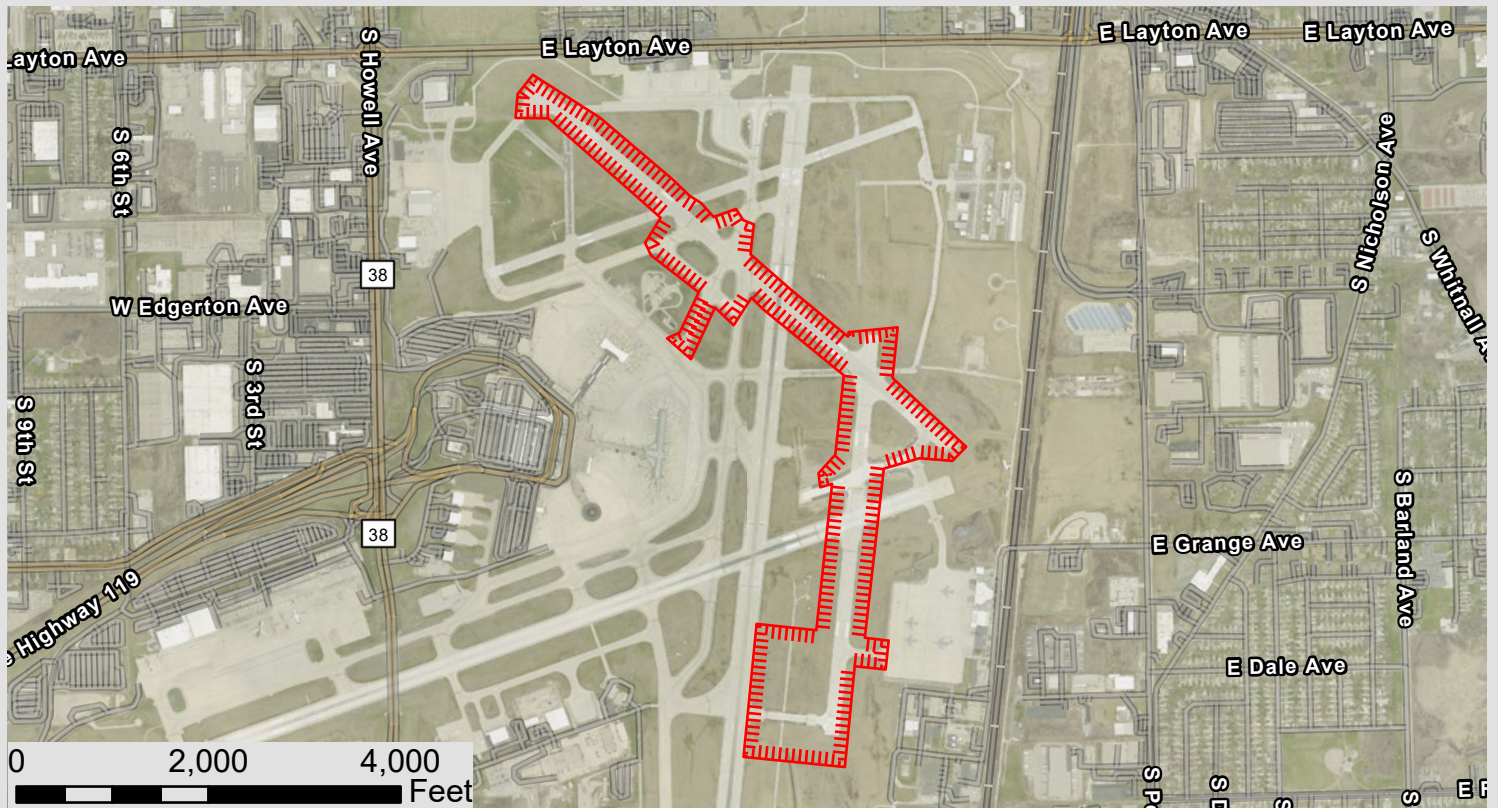 E Layton Ave
E Layton Ave
E Layton Ave
Layton Ave
S Howell Ave
S 6th St
S Nicholson Ave
S Whitnall
38
W Edgerton Ave
S 3rd St
S 9th St
S Barland Ave
38
E Grange Ave
Highway 119
E Dale Ave
0 2,000 4,000
Feet